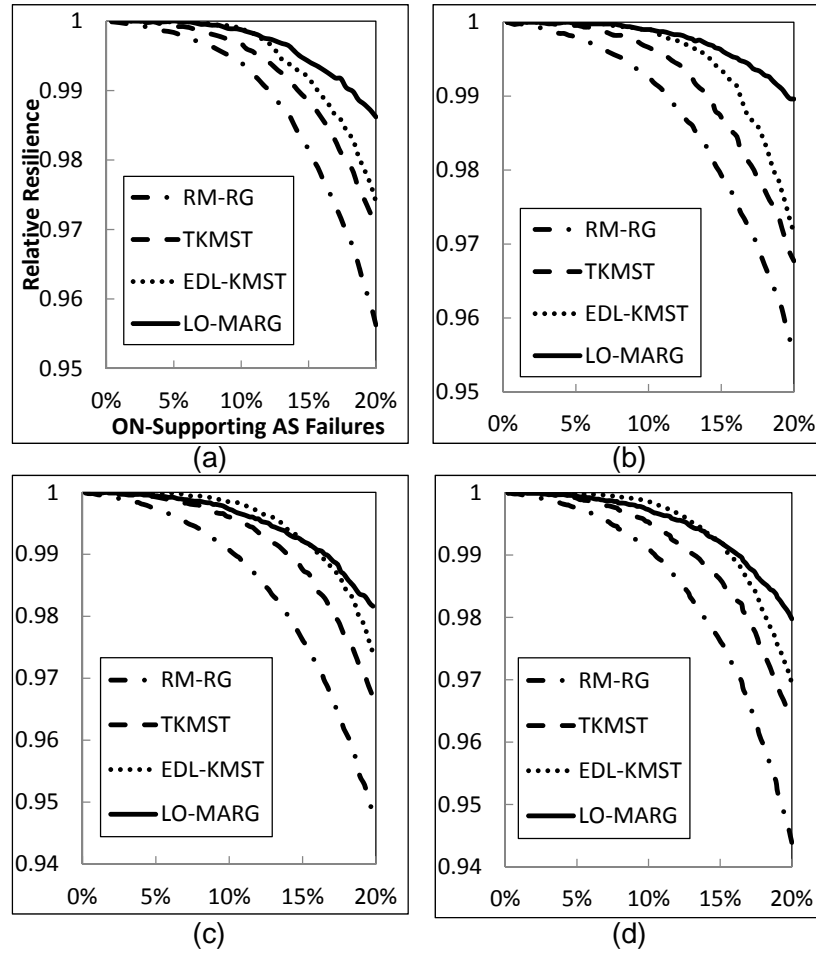 1
0.99
0.98
0.97
0.96
0.95
Relative Resilience
RM-RG
TKMST
EDL-KMST
LO-MARG
0% 5% 10% 15% 20%
ON-Supporting AS Failures
(a)
1
0.99
0.98
0.97
0.96
0.95
RM-RG
TKMST
EDL-KMST
LO-MARG
0% 5% 10% 15% 20%
(b)
1
0.99
0.98
0.97
0.96
0.95
0.94
RM-RG
TKMST
EDL-KMST
LO-MARG
0% 5% 10% 15% 20%
(c)
1
0.99
0.98
0.97
0.96
0.95
0.94
RM-RG
TKMST
EDL-KMST
LO-MARG
0% 5% 10% 15% 20%
(d)